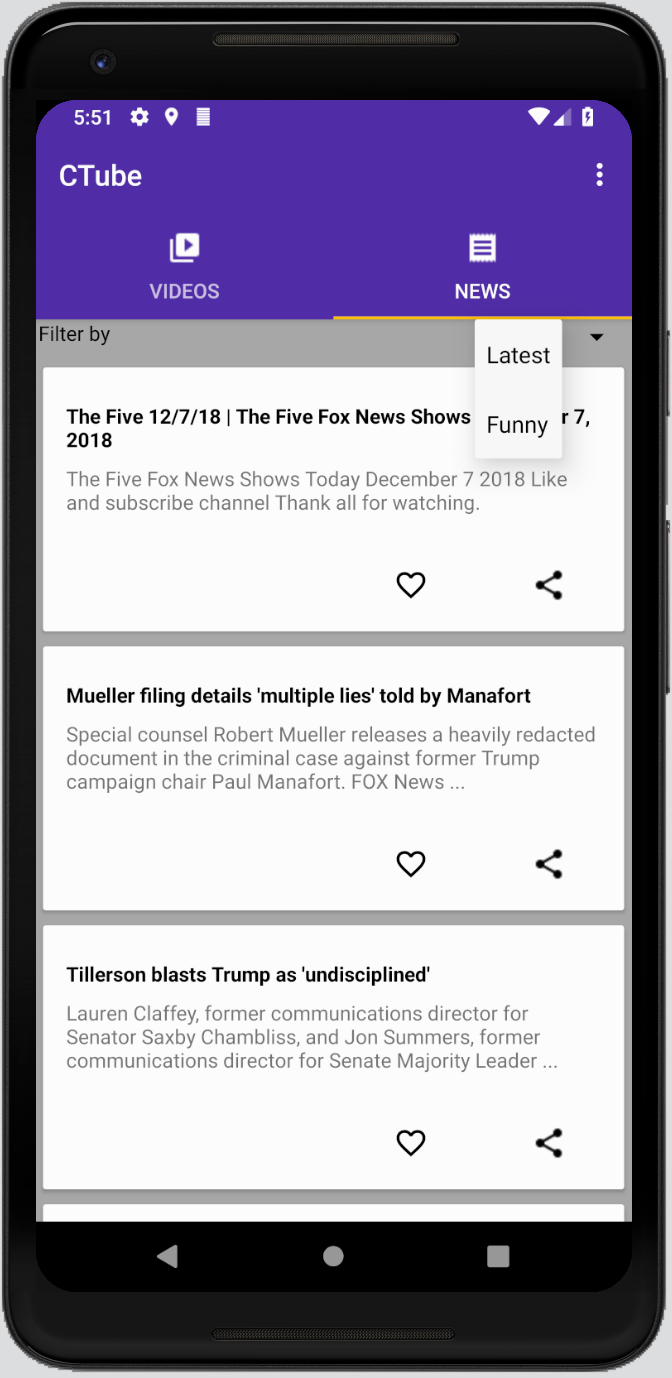 5:51
CTube
VIDEOS
NEWS
Filter by
Latest
Funny
The Five 12/7/18 | The Five Fox News Shows r 7,
2018
The Five Fox News Shows Today December 7 2018 Like
and subscribe channel Thank all for watching.
Mueller filing details 'multiple lies' told by Manafort
Special counsel Robert Mueller releases a heavily redacted
document in the criminal case against former Trump
campaign chair Paul Manafort. FOX News ...
Tillerson blasts Trump as 'undisciplined'
Lauren Claffey, former communications director for
Senator Saxby Chambliss, and Jon Summers, former
communications director for Senate Majority Leader ...